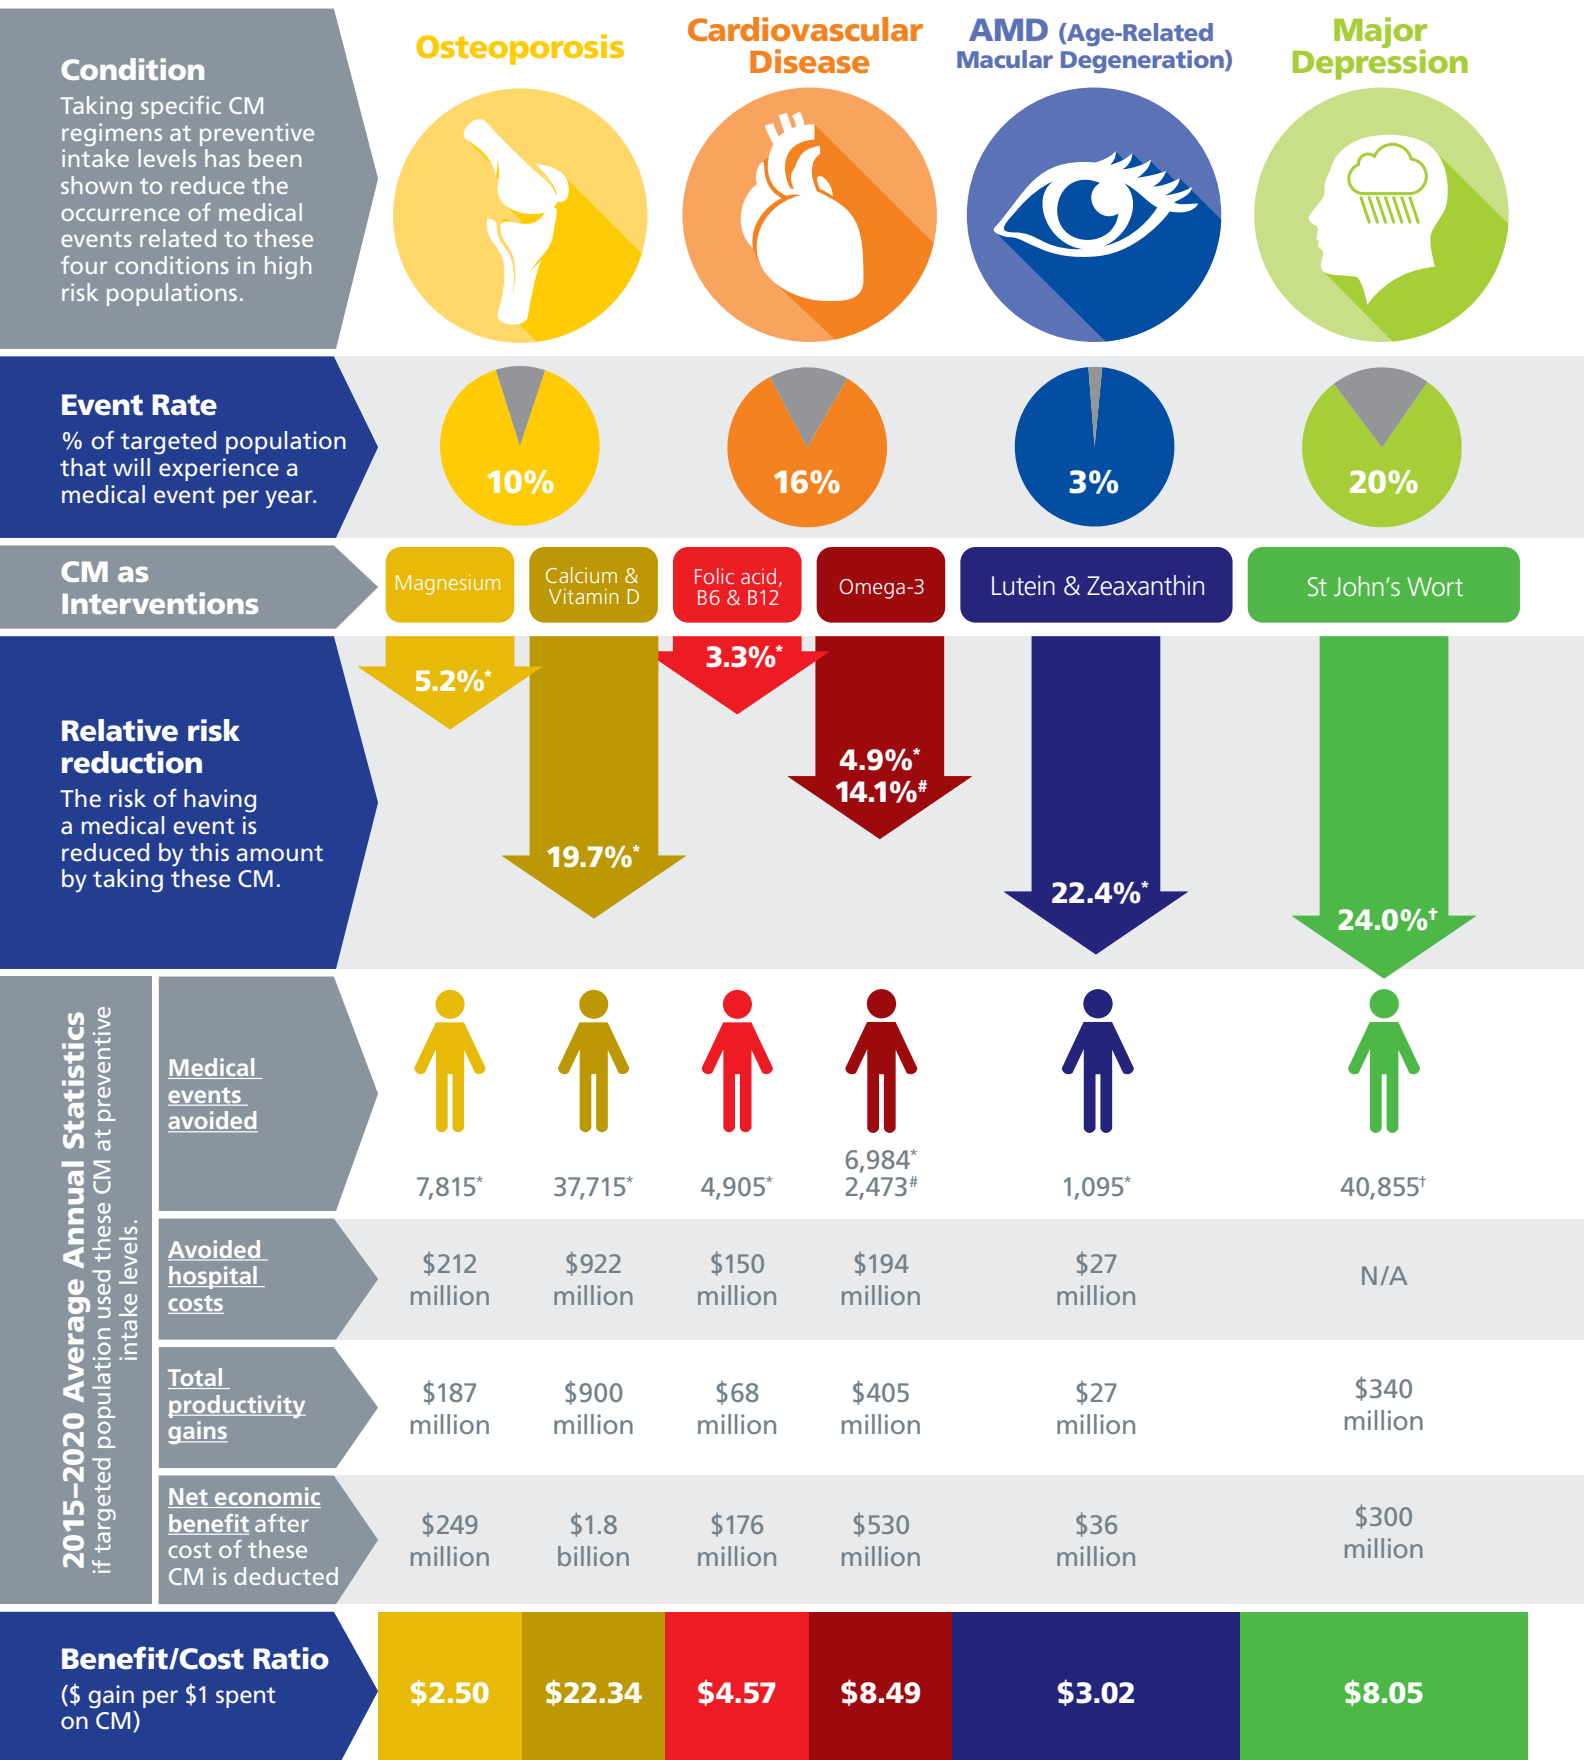 Condition
Taking specific CM
regimens at preventive
intake levels has been
shown to reduce the
occurrence of medical
events related to these
four conditions in high
risk populations.
Osteoporosis
Cardiovascular
Disease
AMD (Age-Related
Macular Degeneration)
Major
Depression
Event Rate
% of targeted population
that will experience a
medical event per year.
10%
16%
3%
20%
CM as
Interventions
Magnesium
Calcium &
Vitamin D
Folic acid,
B6 & B12
Omega-3
Lutein & Zeaxanthin
St John's Wort
Relative risk
reduction
The risk of having
a medical event is
reduced by this amount
by taking these CM.
5.2%*
19.7%*
3.3%*
4.9%*
14.1%#
22.4%*
24.0%†
2015–2020 Average Annual Statistics
if targeted population used these CM at preventive
intake levels.
Medical
events
avoided
7,815*
37,715*
4,905*
6,984*
2,473#
1,095*
40,855†
Avoided
hospital
costs
$212
million
$922
million
$150
million
$194
million
$27
million
N/A
Total
productivity
gains
$187
million
$900
million
$68
million
$405
million
$27
million
$340
million
Net economic
benefit after
cost of these
CM is deducted
$249
million
$1.8
billion
$176
million
$530
million
$36
million
$300
million
Benefit/Cost Ratio
($ gain per $1 spent
on CM)
$2.50
$22.34
$4.57
$8.49
$3.02
$8.05